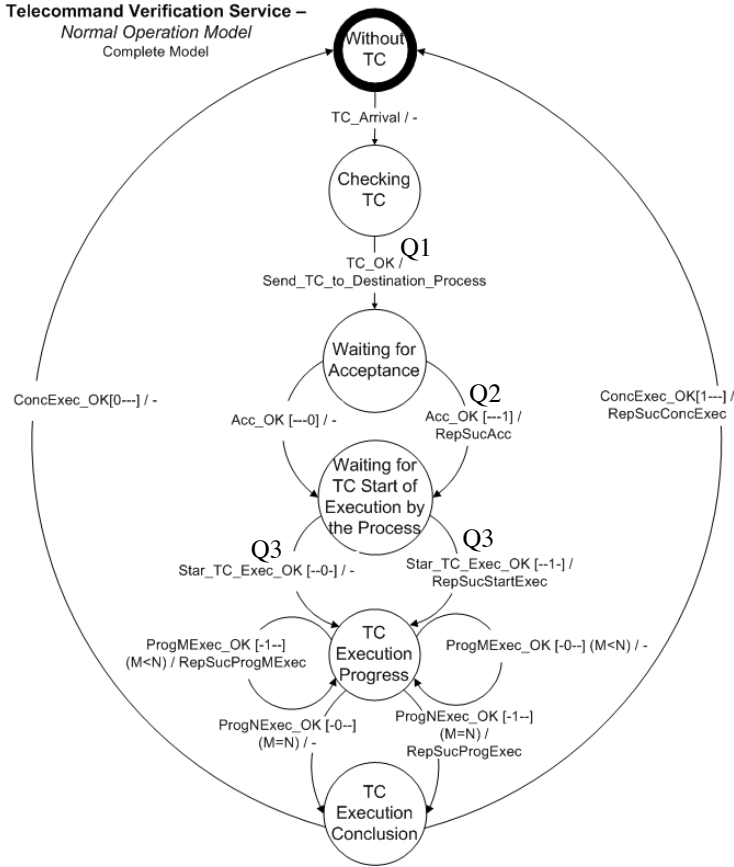 Telecommand Verification Service –
Normal Operation Model
Complete Model
Without
TC
TC_Arrival / -
Checking
TC
Q1
TC_OK /
Send_TC_to_Destination_Process
Waiting for
Acceptance
ConcExec_OK[0---] / -
Acc_OK [---0] / -
Q2
Acc_OK [---1] /
RepSucAcc
ConcExec_OK[1---] /
RepSucConcExec
Waiting for
TC Start of
Execution by
the Process
Q3
Star_TC_Exec_OK [--0-] / -
Q3
Star_TC_Exec_OK [--1-] /
RepSucStartExec
ProgMExec_OK [-1--]
(M<N) / RepSucProgMExec
TC
Execution
Progress
ProgMExec_OK [-0--] (M<N) / -
ProgNExec_OK [-0--]
(M=N) / -
ProgNExec_OK [-1--]
(M=N) /
RepSucProgExec
TC
Execution
Conclusion